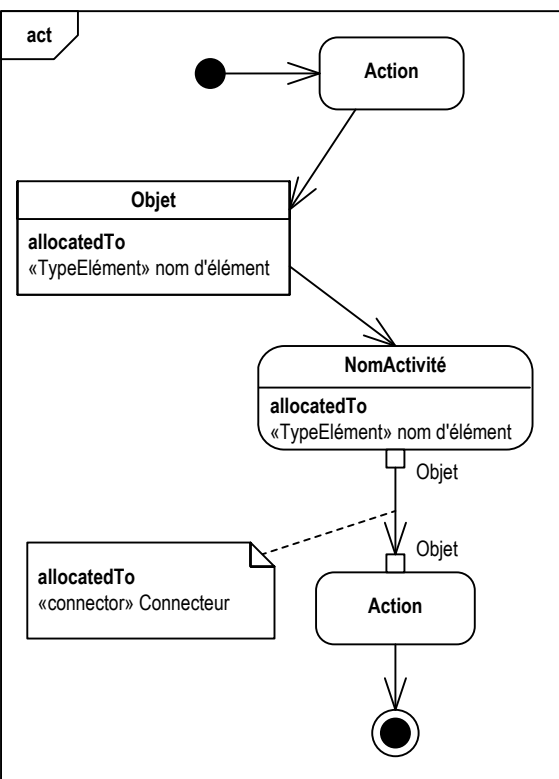 act
Action
Objet
allocatedTo
«TypeElément» nom d'élément
NomActivité
allocatedTo
«TypeElément» nom d'élément
Objet
Objet
allocatedTo
«connector» Connecteur
Action